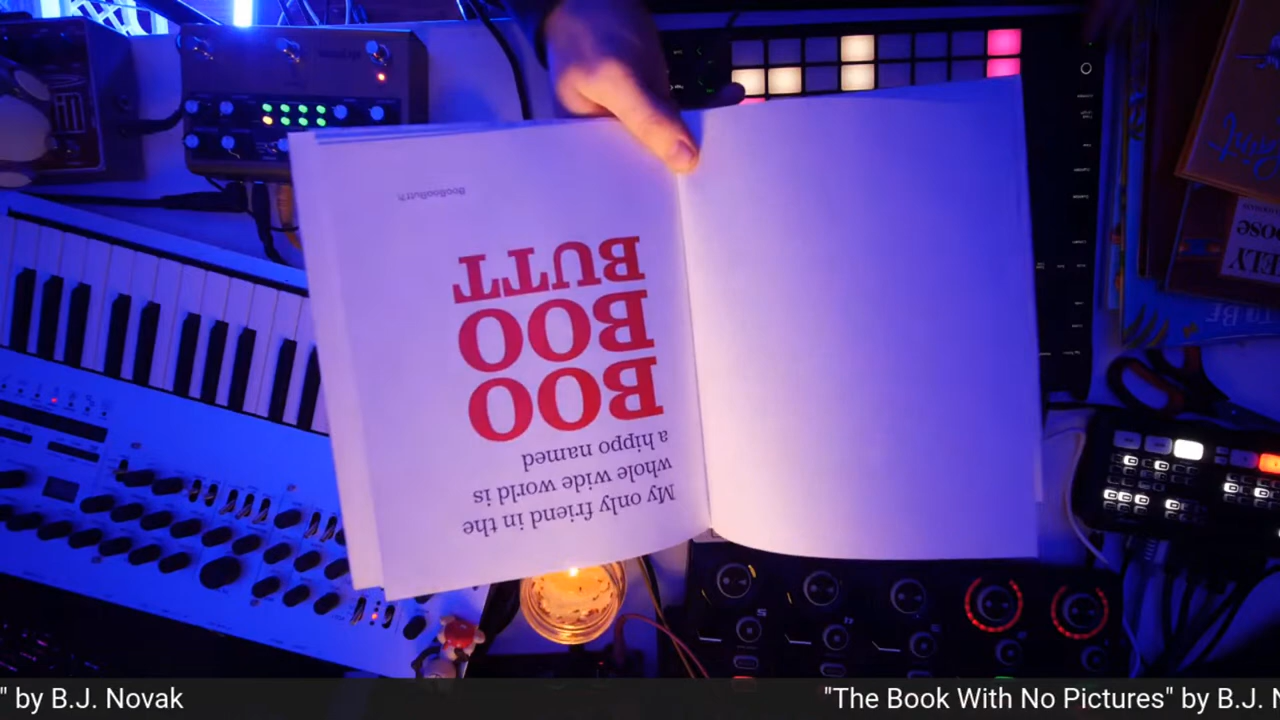 My only friend in the
whole wide world is
a hippo named
BOO
BOO
BUTT
BooBooButt?!
" by B.J. Novak
"The Book With No Pictures" by B.J. N